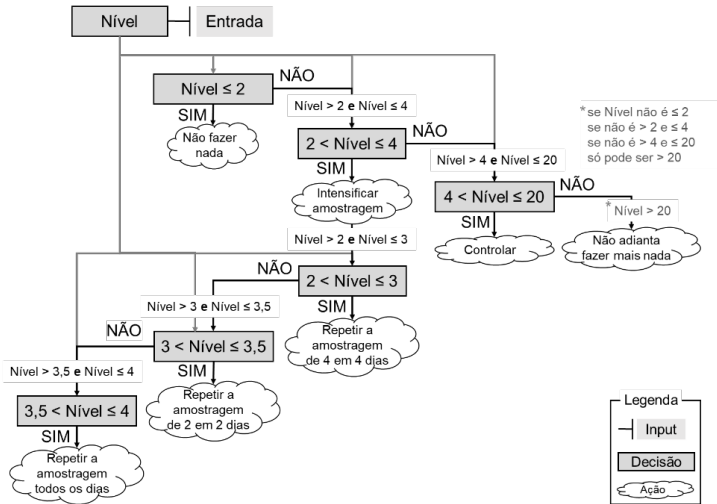 Nível
Entrada
Nível ≤ 2
NÃO
SIM
Não fazer
nada
Nível > 2 e Nível ≤ 4
2 < Nível ≤ 4
NÃO
SIM
Intensificar
amostragem
Nível > 4 e Nível ≤ 20
4 < Nível ≤ 20
NÃO
SIM
Controlar
* Nível > 20
Não adianta
fazer mais nada
* se Nível não é ≤ 2
se não é > 2 e ≤ 4
se não é > 4 e ≤ 20
só pode ser > 20
Nível > 2 e Nível ≤ 3
2 < Nível ≤ 3
NÃO
SIM
Repetir a
amostragem
de 4 em 4 dias
Nível > 3 e Nível ≤ 3,5
3 < Nível ≤ 3,5
NÃO
SIM
Repetir a
amostragem
de 2 em 2 dias
Nível > 3,5 e Nível ≤ 4
3,5 < Nível ≤ 4
SIM
Repetir a
amostragem
todos os dias
Legenda
Input
Decisão
Ação